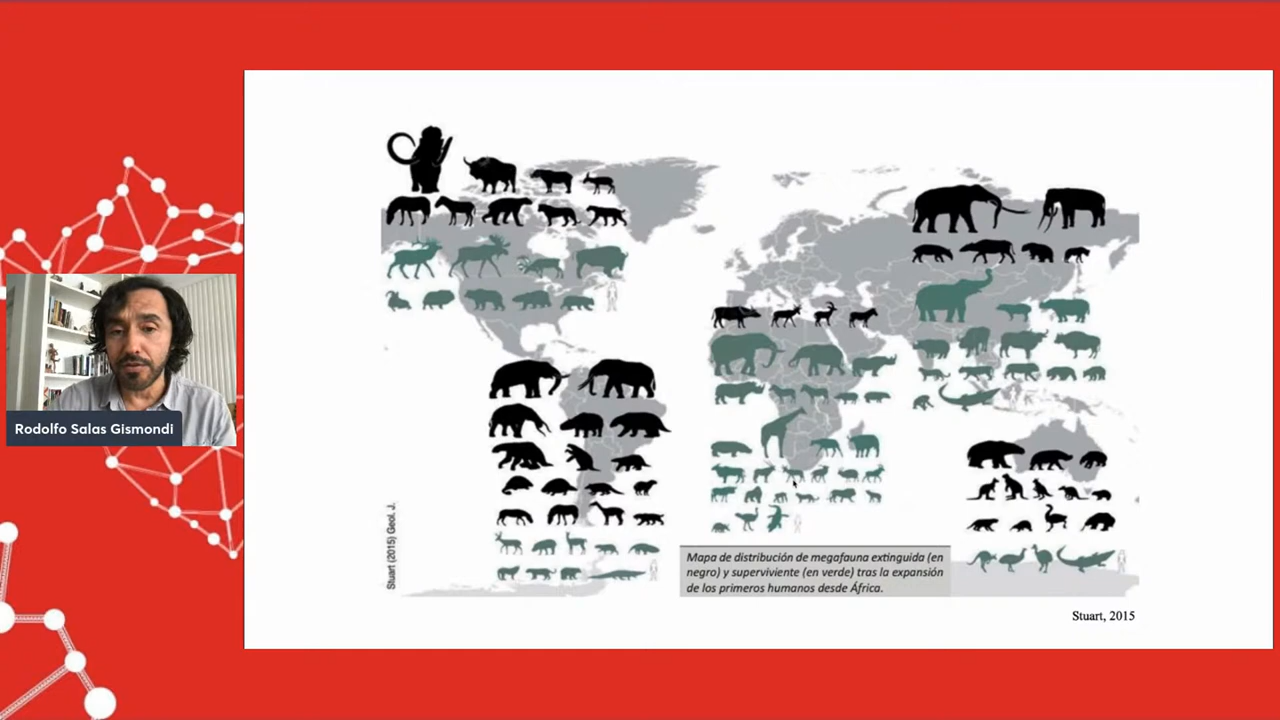 Rodolfo Salas Gismondi
Stuart (2015) Geol. J.
Mapa de distribución de megafauna extinguida (en
negro) y superviviente (en verde) tras la expansión
de los primeros humanos desde África.
Stuart, 2015